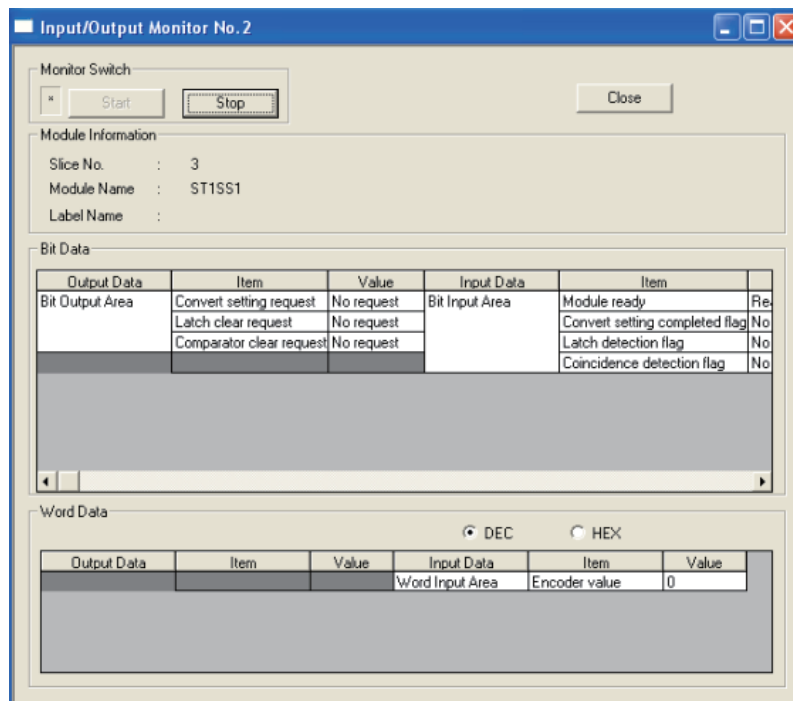 Input/Output Monitor No.2
Monitor Switch
* Start Stop Close
Module Information
Slice No. : 3
Module Name : ST1SS1
Label Name :
Bit Data
Output Data Item Value Input Data Item
Bit Output Area Convert setting request No request Bit Input Area Module ready Re
Latch clear request No request Convert setting completed flag No
Comparator clear request No request Latch detection flag No
Coincidence detection flag No
Word Data
DEC HEX
Output Data Item Value Input Data Item Value
Word Input Area Encoder value 0